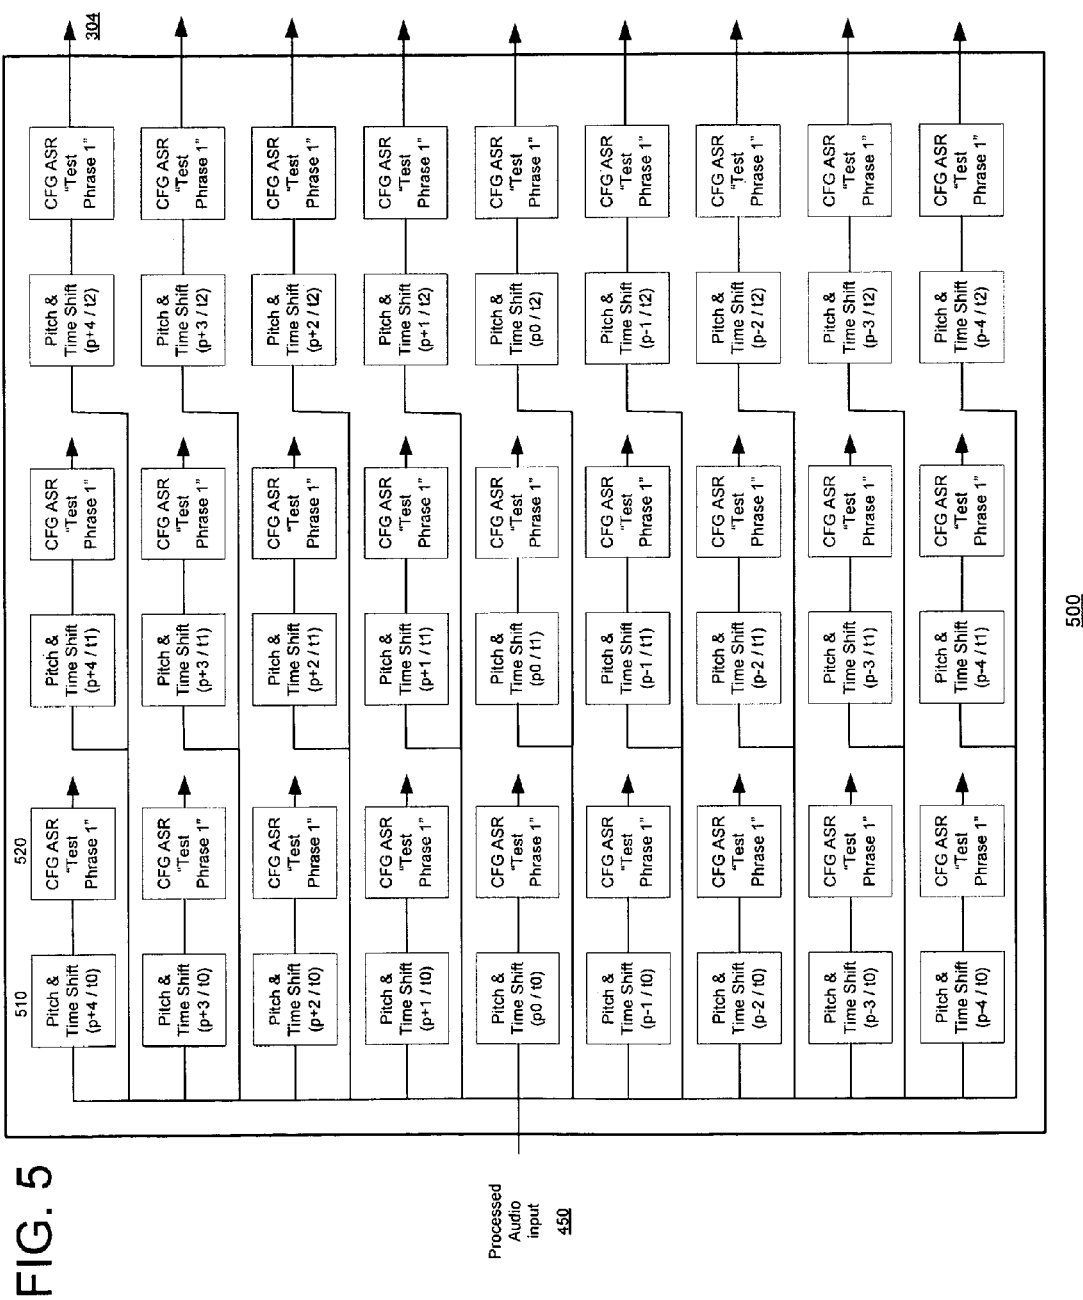 FIG. 5
510
520
Pitch &
Time Shift
(p+4 / t0)
CFG ASR
“Test
Phrase 1”
Pitch &
Time Shift
(p+4 / t1)
CFG ASR
“Test
Phrase 1”
Pitch &
Time Shift
(p+4 / t2)
CFG ASR
“Test
Phrase 1”
304
Pitch &
Time Shift
(p+3 / t0)
CFG ASR
“Test
Phrase 1”
Pitch &
Time Shift
(p+3 / t1)
CFG ASR
“Test
Phrase 1”
Pitch &
Time Shift
(p+3 / t2)
CFG ASR
“Test
Phrase 1”
Pitch &
Time Shift
(p+2 / t0)
CFG ASR
“Test
Phrase 1”
Pitch &
Time Shift
(p+2 / t1)
CFG ASR
“Test
Phrase 1”
Pitch &
Time Shift
(p+2 / t2)
CFG ASR
“Test
Phrase 1”
Pitch &
Time Shift
(p+1 / t0)
CFG ASR
“Test
Phrase 1”
Pitch &
Time Shift
(p+1 / t1)
CFG ASR
“Test
Phrase 1”
Pitch &
Time Shift
(p+1 / t2)
CFG ASR
“Test
Phrase 1”
Processed
Audio
input
450
Pitch &
Time Shift
(p0 / t0)
CFG ASR
“Test
Phrase 1”
Pitch &
Time Shift
(p0 / t1)
CFG ASR
“Test
Phrase 1”
Pitch &
Time Shift
(p0 / t2)
CFG ASR
“Test
Phrase 1”
Pitch &
Time Shift
(p-1 / t0)
CFG ASR
“Test
Phrase 1”
Pitch &
Time Shift
(p-1 / t1)
CFG ASR
“Test
Phrase 1”
Pitch &
Time Shift
(p-1 / t2)
CFG ASR
“Test
Phrase 1”
Pitch &
Time Shift
(p-2 / t0)
CFG ASR
“Test
Phrase 1”
Pitch &
Time Shift
(p-2 / t1)
CFG ASR
“Test
Phrase 1”
Pitch &
Time Shift
(p-2 / t2)
CFG ASR
“Test
Phrase 1”
Pitch &
Time Shift
(p-3 / t0)
CFG ASR
“Test
Phrase 1”
Pitch &
Time Shift
(p-3 / t1)
CFG ASR
“Test
Phrase 1”
Pitch &
Time Shift
(p-3 / t2)
CFG ASR
“Test
Phrase 1”
Pitch &
Time Shift
(p-4 / t0)
CFG ASR
“Test
Phrase 1”
Pitch &
Time Shift
(p-4 / t1)
CFG ASR
“Test
Phrase 1”
Pitch &
Time Shift
(p-4 / t2)
CFG ASR
“Test
Phrase 1”
500